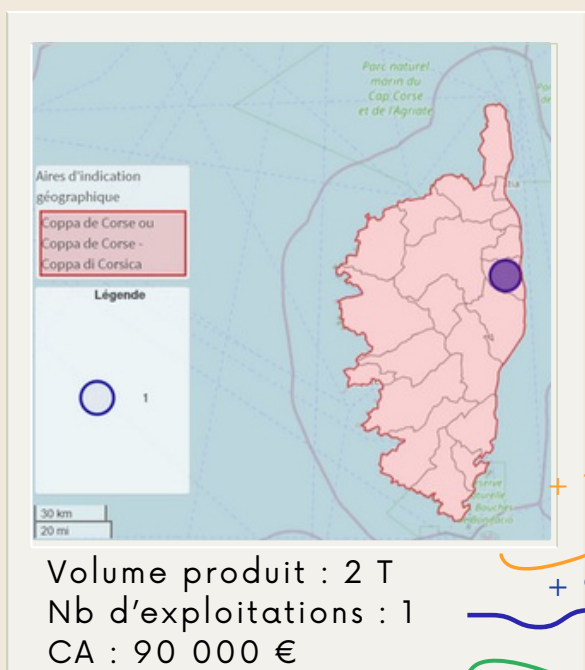 Parc naturel
marin du
Cap Corse
et de l'Agriate
Aires d'indication
géographique
Coppa de Corse ou
Coppa de Corse -
Coppa di Corsica
Légende
1
30 km
20 mi
Volume produit : 2 T
Nb d'exploitations : 1
CA : 90 000 €
+
+